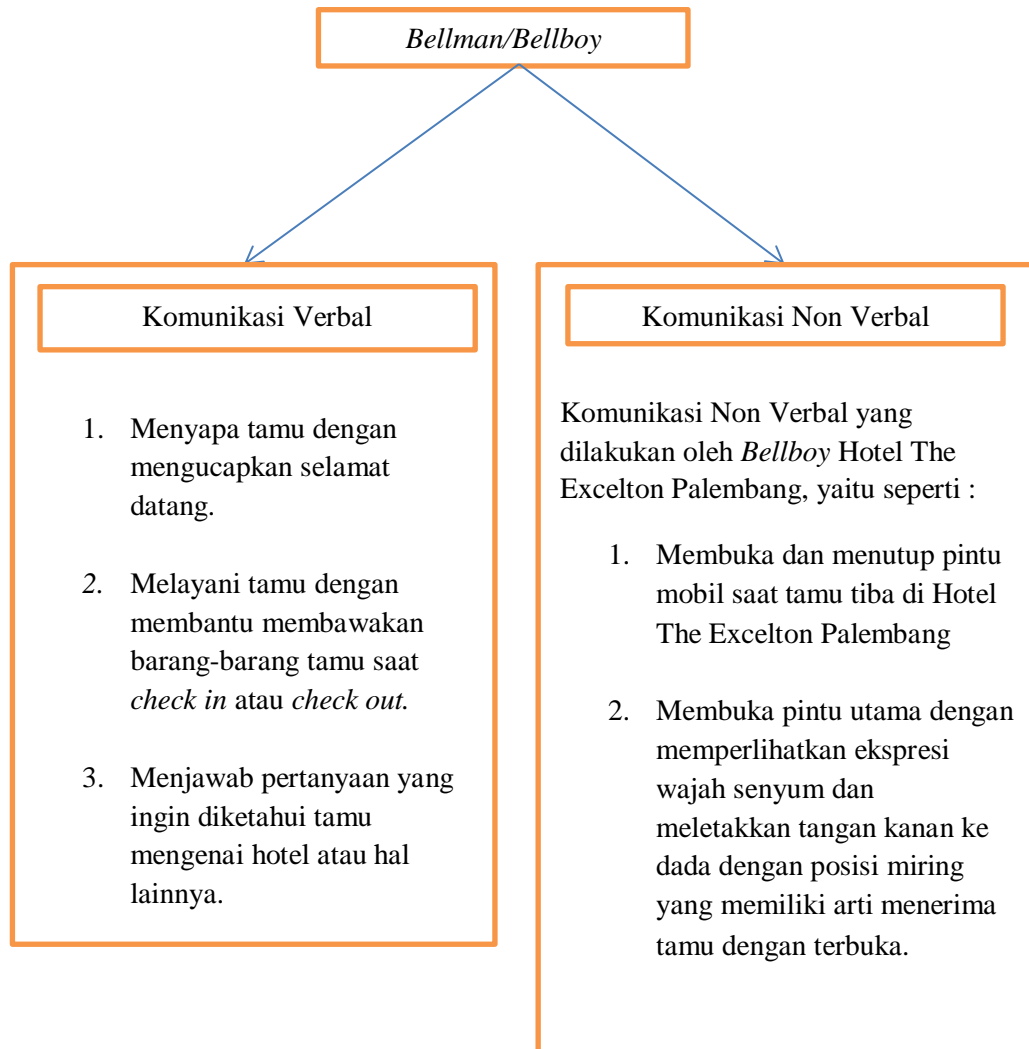 Bellman/Bellboy
Komunikasi Verbal
1. Menyapa tamu dengan
mengucapkan selamat
datang.
2. Melayani tamu dengan
membantu membawakan
barang-barang tamu saat
check in atau check out.
3. Menjawab pertanyaan yang
ingin diketahui tamu
mengenai hotel atau hal
lainnya.
Komunikasi Non Verbal
Komunikasi Non Verbal yang
dilakukan oleh Bellboy Hotel The
Excelton Palembang, yaitu seperti :
1. Membuka dan menutup pintu
mobil saat tamu tiba di Hotel
The Excelton Palembang
2. Membuka pintu utama dengan
memperlihatkan ekspresi
wajah senyum dan
meletakkan tangan kanan ke
dada dengan posisi miring
yang memiliki arti menerima
tamu dengan terbuka.